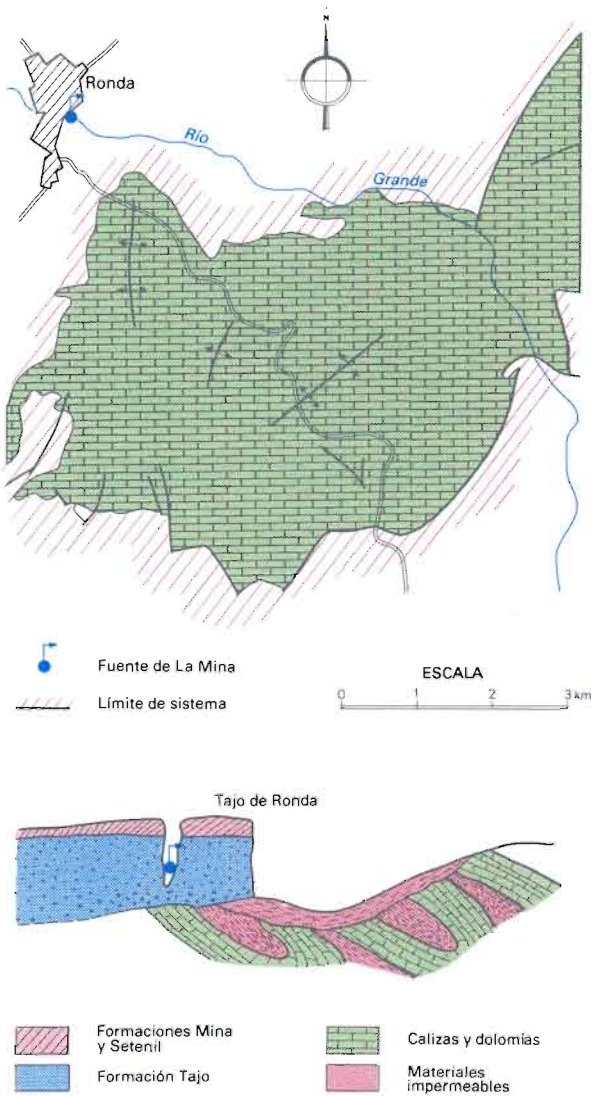 N
Ronda
Río
Grande
Fuente de La Mina
Límite de sistema
ESCALA
0 1 2 3 km
Tajo de Ronda
Formaciones Mina
y Setenil
Formación Tajo
Calizas y dolomías
Materiales
impermeables